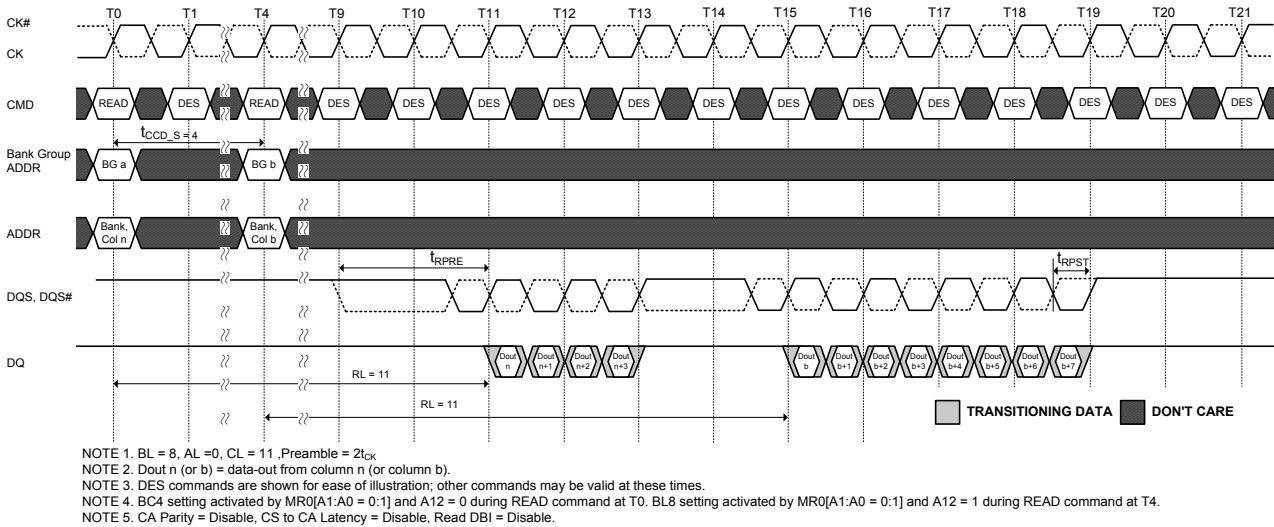 T0 T1 T4 T9 T10 T11 T12 T13 T14 T15 T16 T17 T18 T19 T20 T21
CK#
CK
CMD READ DES READ DES DES DES DES DES DES DES DES DES DES DES DES DES
tCCD_S = 4
Bank Group
ADDR
BG a BG b
ADDR
Bank,
Col n
Bank,
Col b
tRPRE tRPST
DQS, DQS#
DQ
Dout
n
Dout
n+1
Dout
n+2
Dout
n+3
Dout
b
Dout
b+1
Dout
b+2
Dout
b+3
Dout
b+4
Dout
b+5
Dout
b+6
Dout
b+7
RL = 11
RL = 11
TRANSITIONING DATA DON'T CARE
NOTE 1. BL = 8, AL =0, CL = 11 ,Preamble = 2tCK
NOTE 2. Dout n (or b) = data-out from column n (or column b).
NOTE 3. DES commands are shown for ease of illustration; other commands may be valid at these times.
NOTE 4. BC4 setting activated by MR0[A1:A0 = 0:1] and A12 = 0 during READ command at T0. BL8 setting activated by MR0[A1:A0 = 0:1] and A12 = 1 during READ command at T4.
NOTE 5. CA Parity = Disable, CS to CA Latency = Disable, Read DBI = Disable.